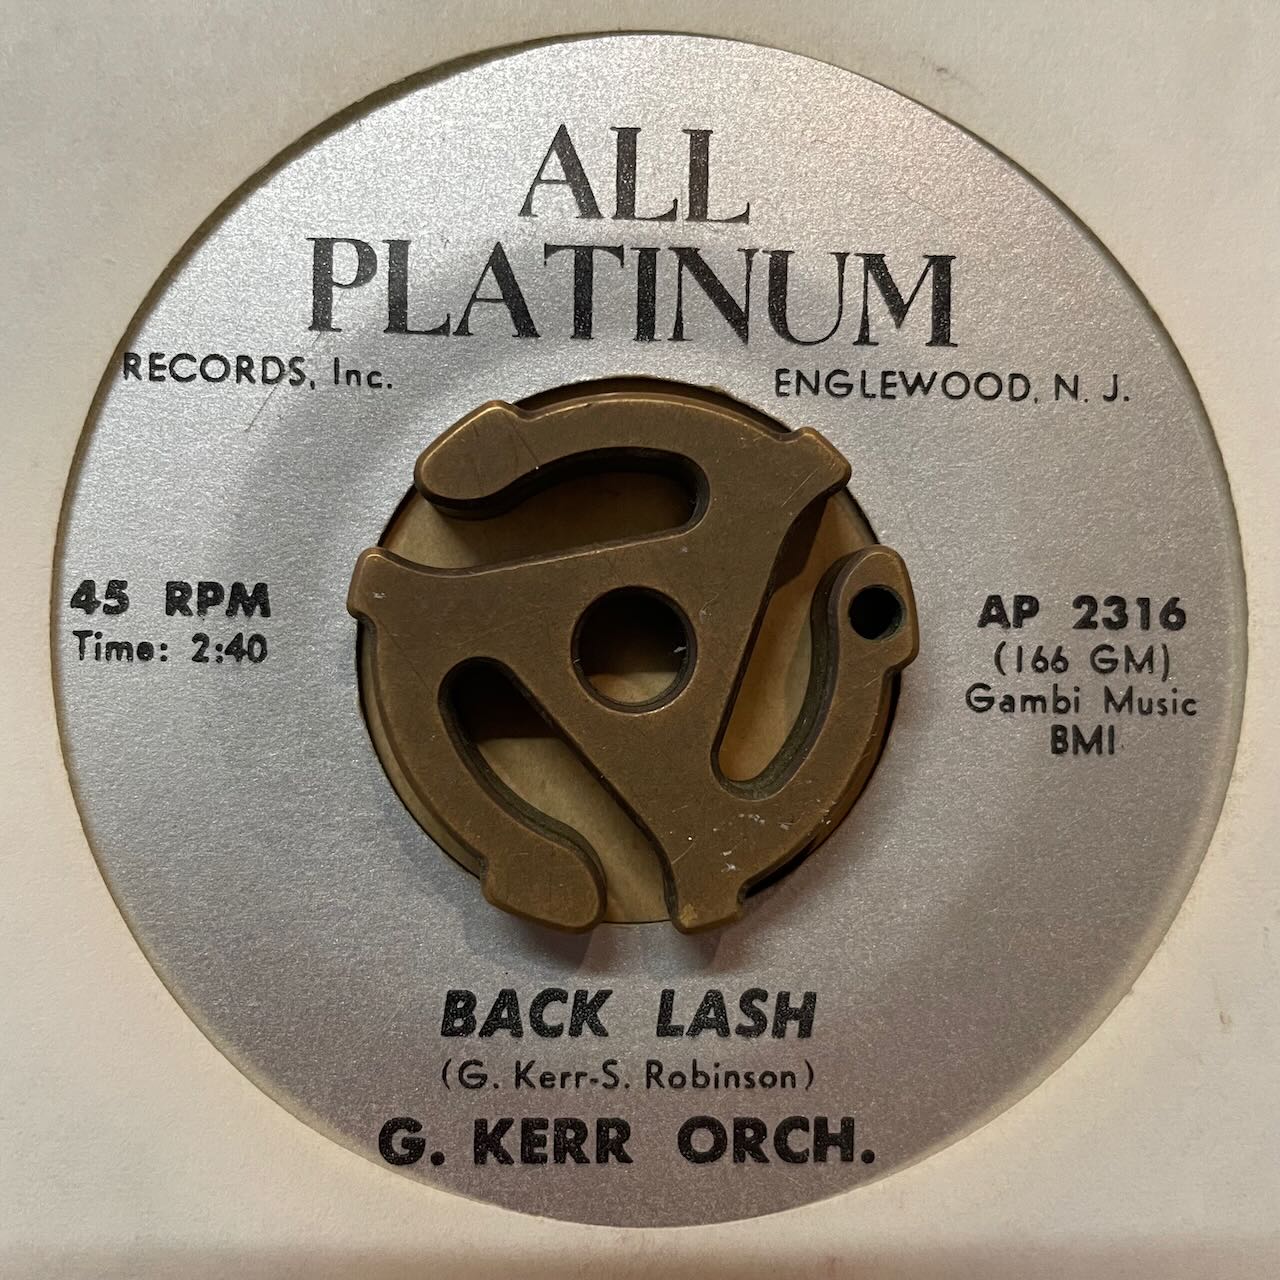 ALL
PLATINUM
RECORDS, Inc.
ENGLEWOOD, N. J.
45 RPM
Time: 2:40
AP 2316
(166 GM)
Gambi Music
BMI
BACK LASH
(G. Kerr-S. Robinson)
G. KERR ORCH.